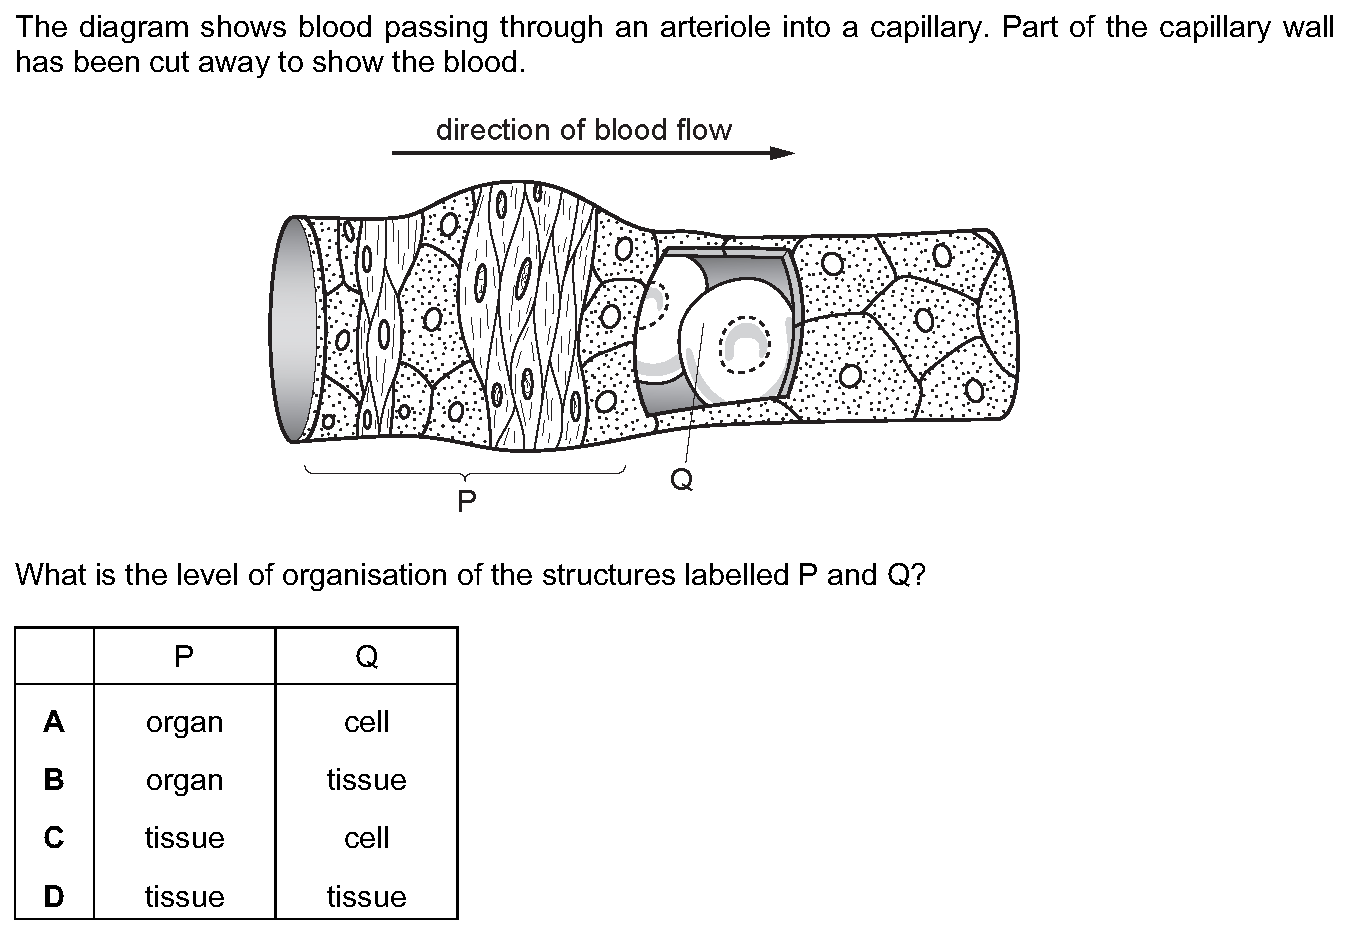 The diagram shows blood passing through an arteriole into a capillary. Part of the capillary wall
has been cut away to show the blood.
direction of blood flow
Q
P
What is the level of organisation of the structures labelled P and Q?
P Q
A organ cell
B organ tissue
C tissue cell
D tissue tissue